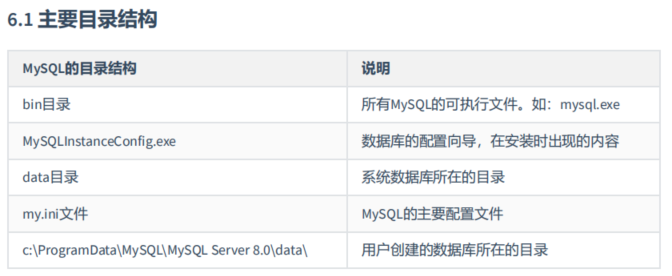 6.1 主要目录结构
MySQL的目录结构 说明
bin目录 所有MySQL的可执行文件。如：mysql.exe
MySQLInstanceConfig.exe 数据库的配置向导，在安装时出现的内容
data目录 系统数据库所在的目录
my.ini文件 MySQL的主要配置文件
c:\ProgramData\MySQL\MySQL Server 8.0\data\ 用户创建的数据库所在的目录